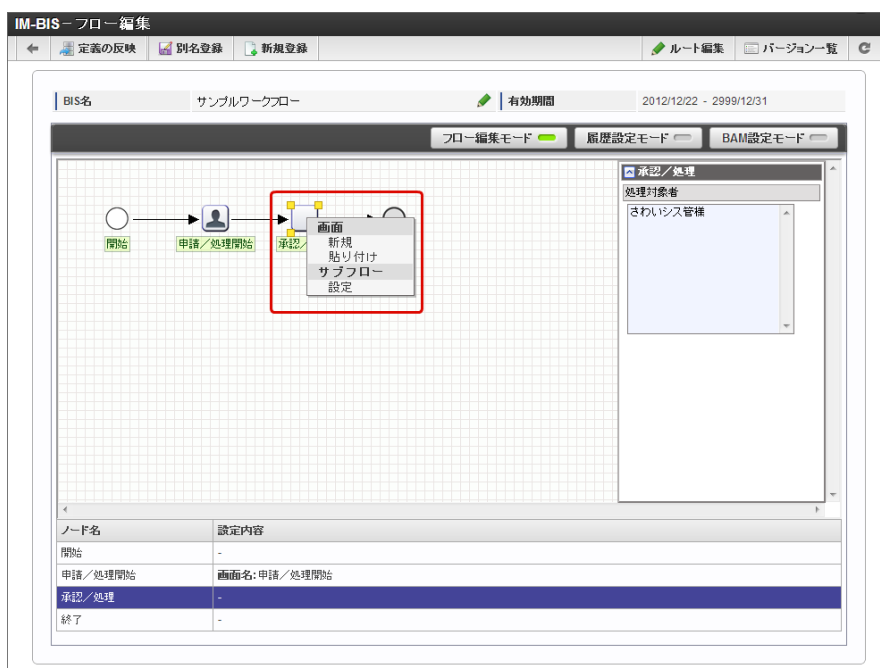 IM-BIS－フロー編集
定義の反映 別名登録 新規登録 ルート編集 バージョン一覧
BIS名 サンプルワークフロー 有効期間 2012/12/22 - 2999/12/31
フロー編集モード 履歴設定モード BAM設定モード
承認／処理
処理対象者
さわいシス管様
開始 申請／処理開始 承認／
画面
新規
貼り付け
サブフロー
設定
ノード名 設定内容
開始 -
申請／処理開始 画面名:申請／処理開始
承認／処理 -
終了 -